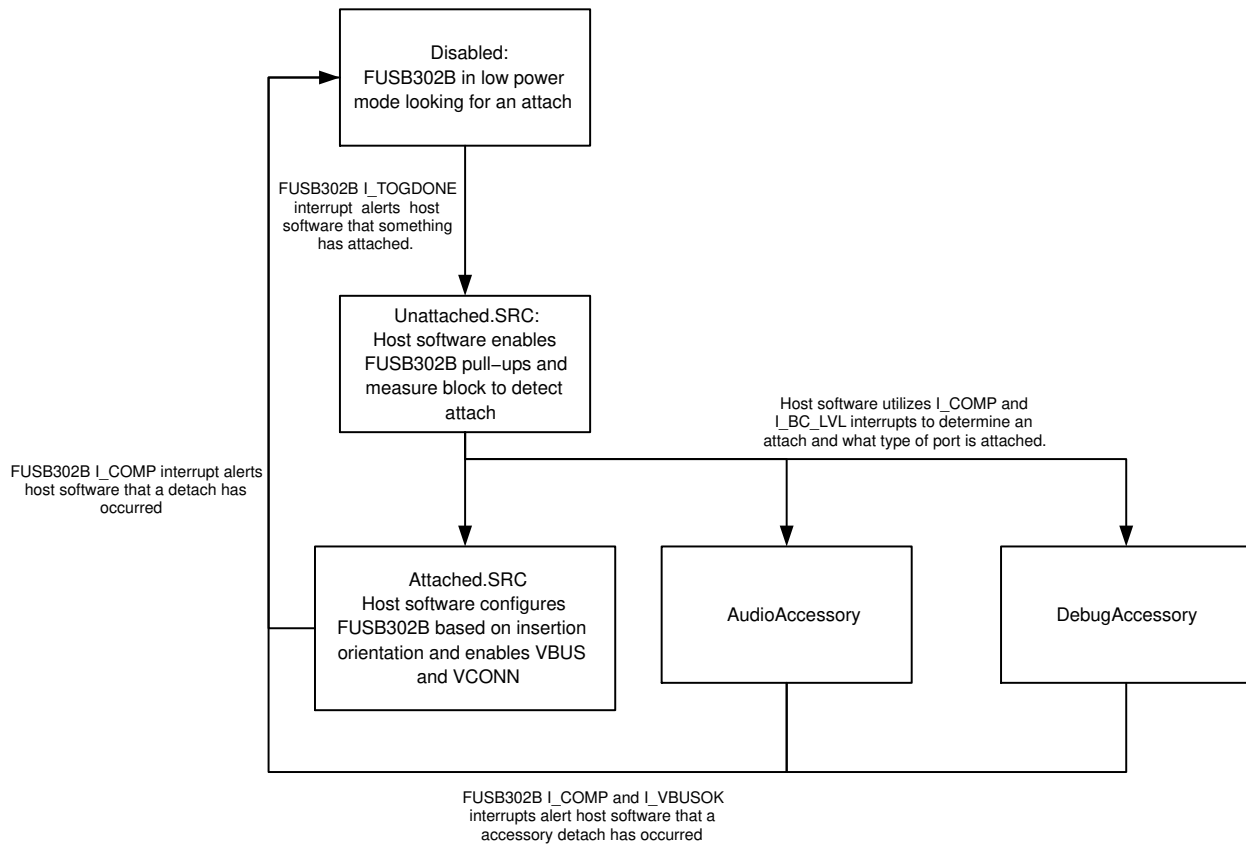 Disabled:
FUSB302B in low power
mode looking for an attach
FUSB302B I_TOGDONE
interrupt alerts host
software that something
has attached.
Unattached.SRC:
Host software enables
FUSB302B pull−ups and
measure block to detect
attach
Host software utilizes I_COMP and
I_BC_LVL interrupts to determine an
attach and what type of port is attached.
FUSB302B I_COMP interrupt alerts
host software that a detach has
occurred
Attached.SRC
Host software configures
FUSB302B based on insertion
orientation and enables VBUS
and VCONN
AudioAccessory
DebugAccessory
FUSB302B I_COMP and I_VBUSOK
interrupts alert host software that a
accessory detach has occurred